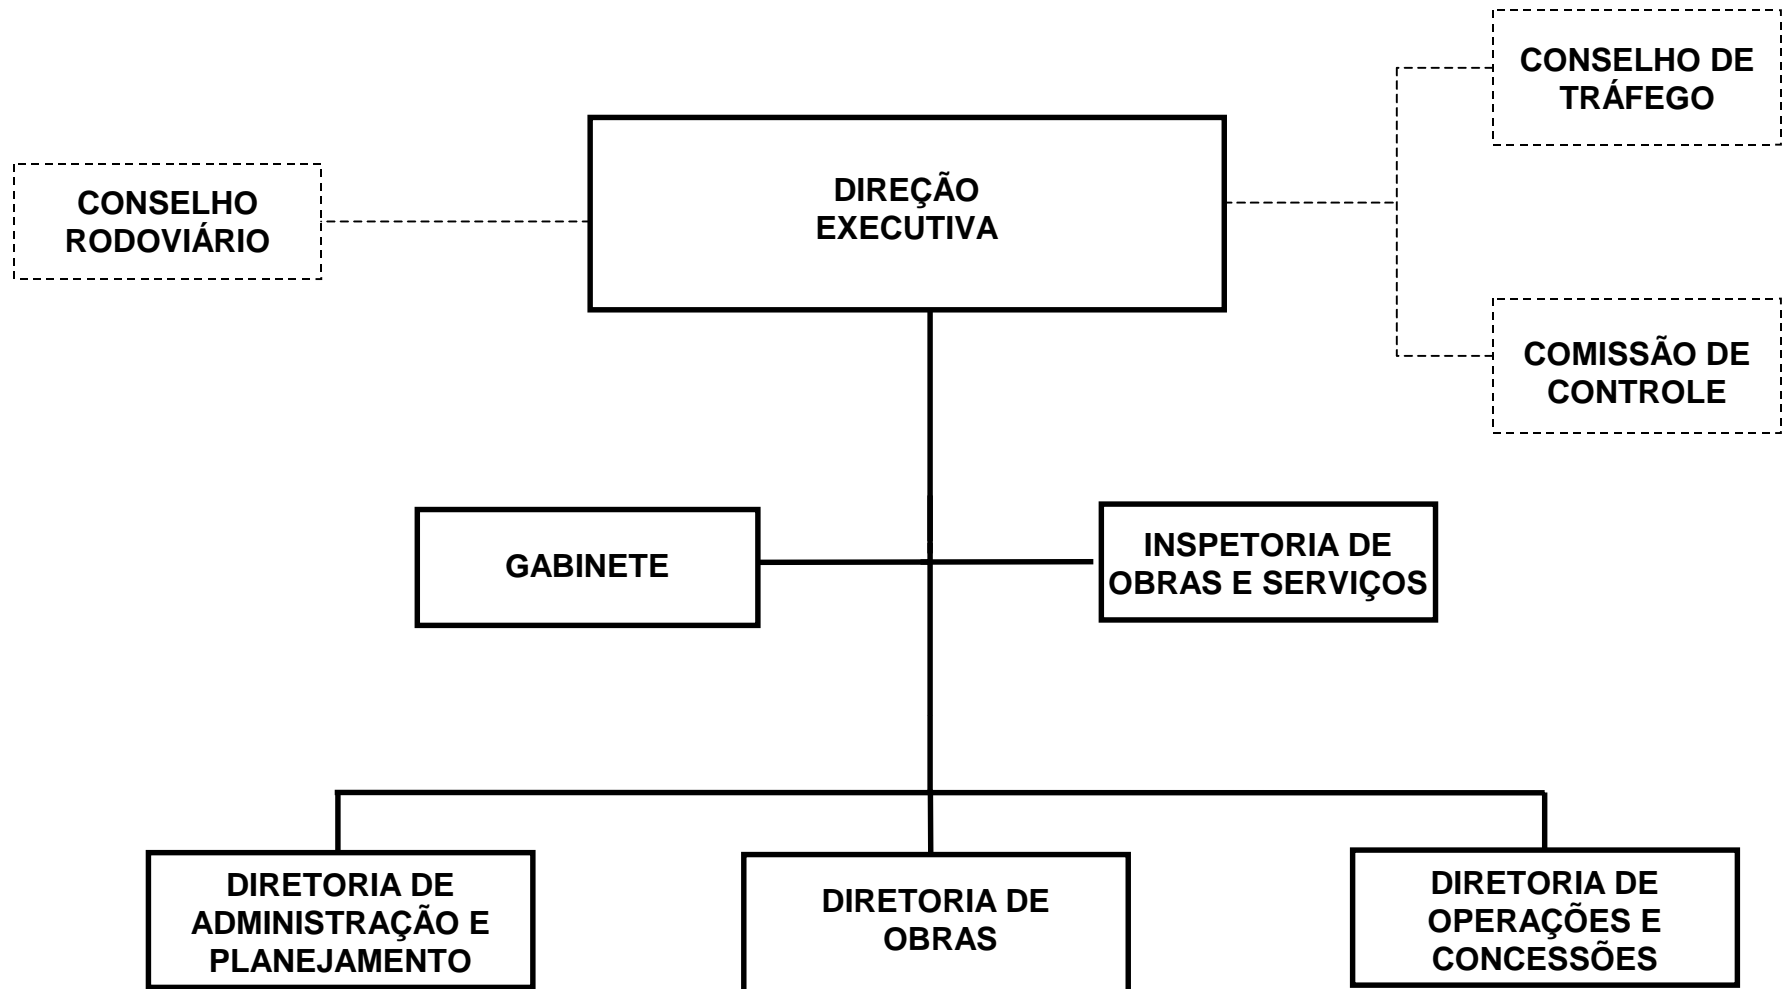 CONSELHO DE
TRÁFEGO
DIREÇÃO
EXECUTIVA
CONSELHO
RODOVIÁRIO
COMISSÃO DE
CONTROLE
GABINETE
INSPETORIA DE
OBRAS E SERVIÇOS
DIRETORIA DE
ADMINISTRAÇÃO E
PLANEJAMENTO
DIRETORIA DE
OBRAS
DIRETORIA DE
OPERAÇÕES E
CONCESSÕES